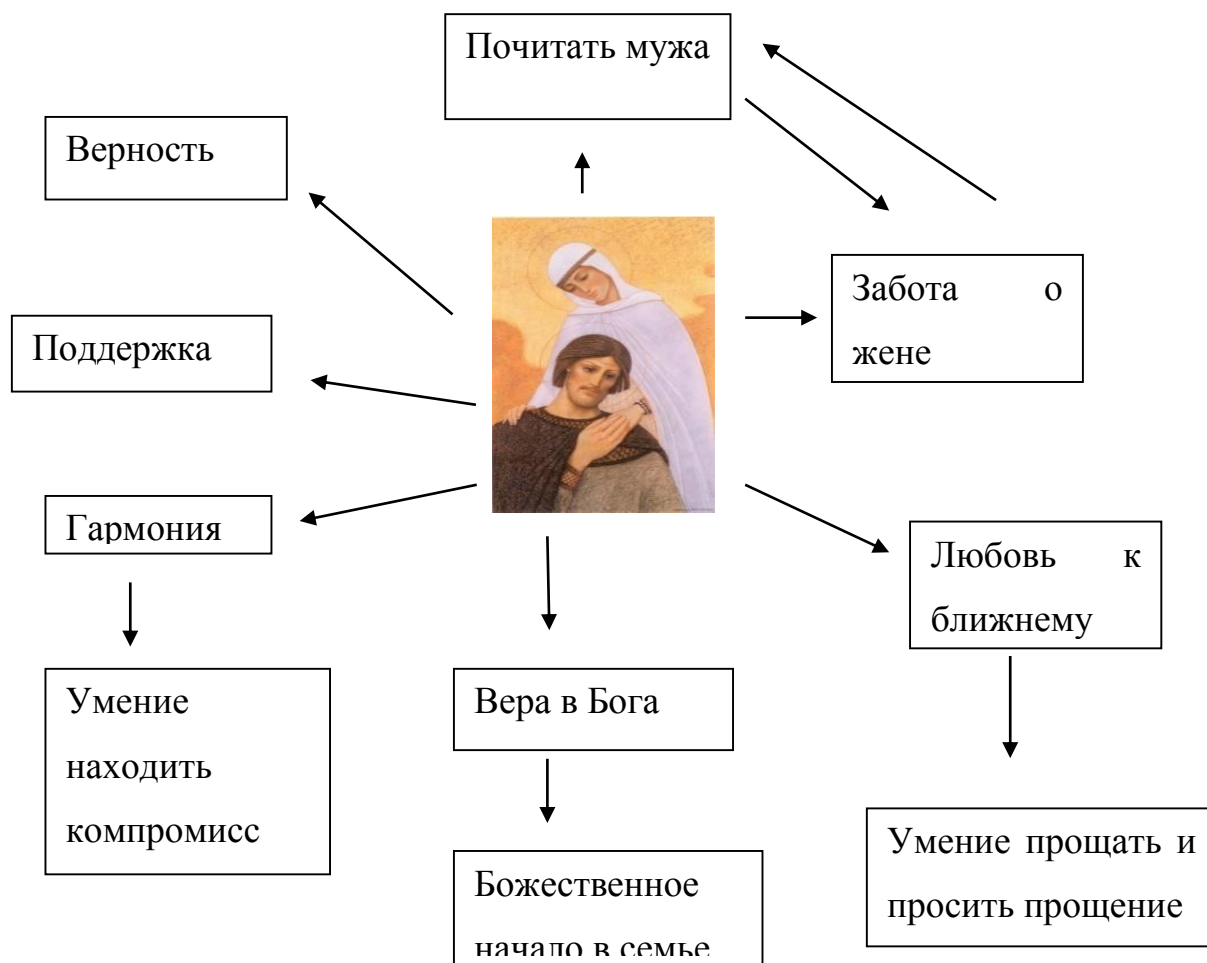 Почитать мужа
Верность
Забота о
жене
Поддержка
Гармония
Любовь к
ближнему
Умение
находить
компромисс
Вера в Бога
Умение прощать и
просить прощение
Божественное
начало в семье